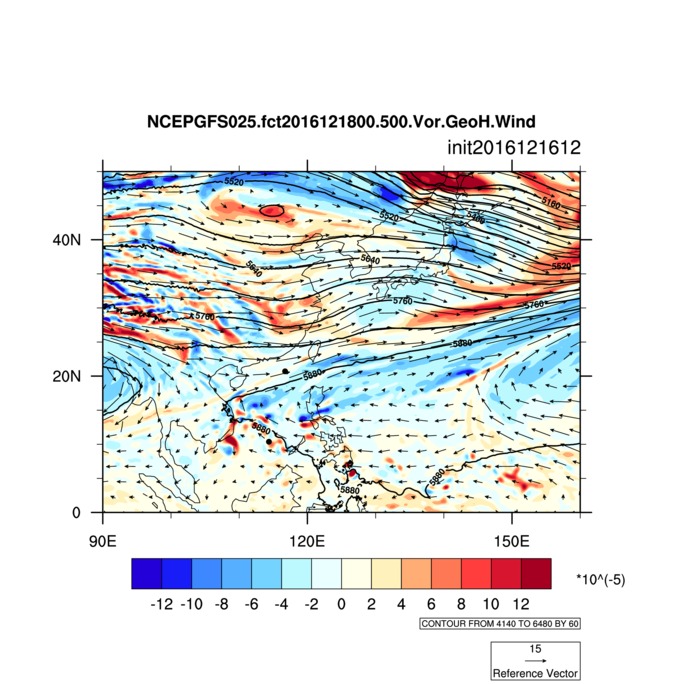 NCEPGFS025.fct2016121800.500.Vor.GeoH.Wind
init2016121612
5520
5160
5520
5280
40N
5640
5640
5520
5760
5760
5760
5880
20N
5880
5880
5880
5880
0
90E 120E 150E
-12 -10 -8 -6 -4 -2 0 2 4 6 8 10 12
*10^(-5)
CONTOUR FROM 4140 TO 6480 BY 60
15
Reference Vector